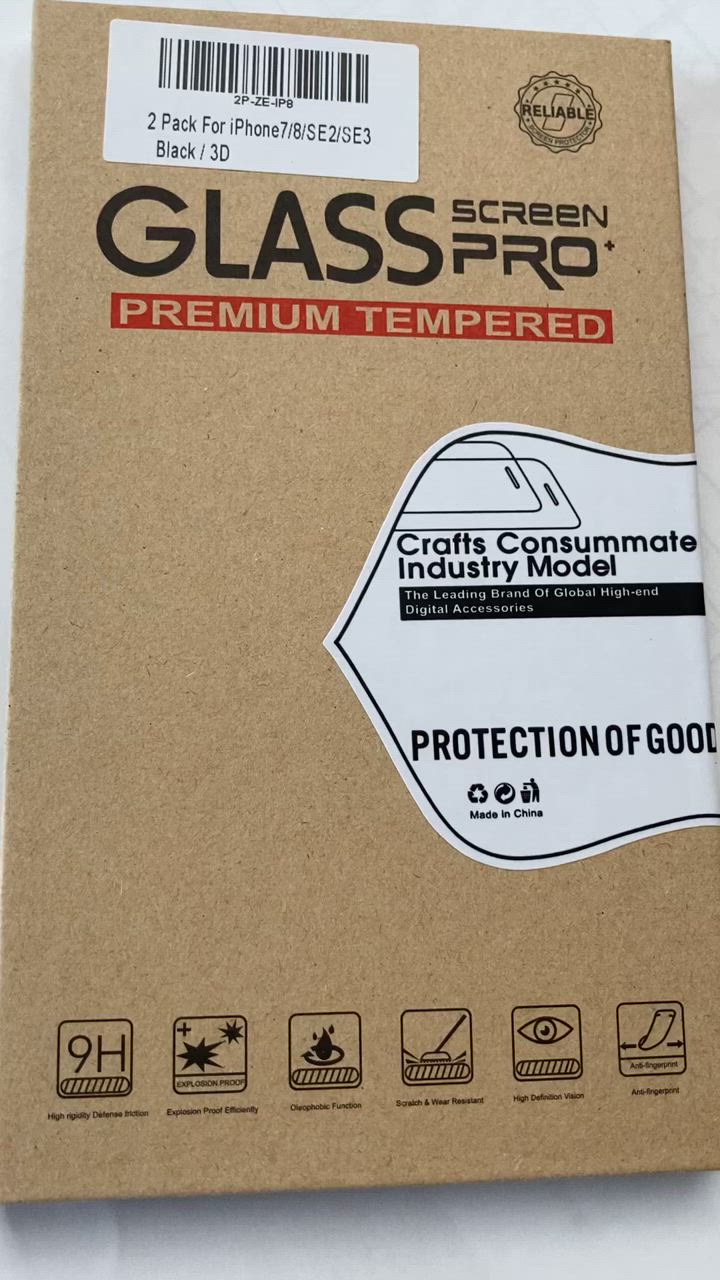 2P-ZE-IP8
2 Pack For iPhone7/8/SE2/SE3
Black / 3D
RELIABLE
SCREEN PROTECTOR
GLASS SCREEN PRO+
PREMIUM TEMPERED
Crafts Consummate
Industry Model
The Leading Brand Of Global High-end
Digital Accessories
PROTECTION OF GOOD
Made in China
9H
EXPLOSION.PROOF
Anti-fingerprint
High rigidity Defense friction
Explosion Proof Efficiently
Oleophobic Function
Scratch & Wear Resistant
High Definition Vision
Anti-fingerprint